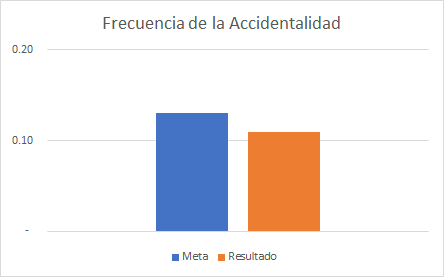 Frecuencia de la Accidentalidad
0.20
0.10
-
Meta Resultado